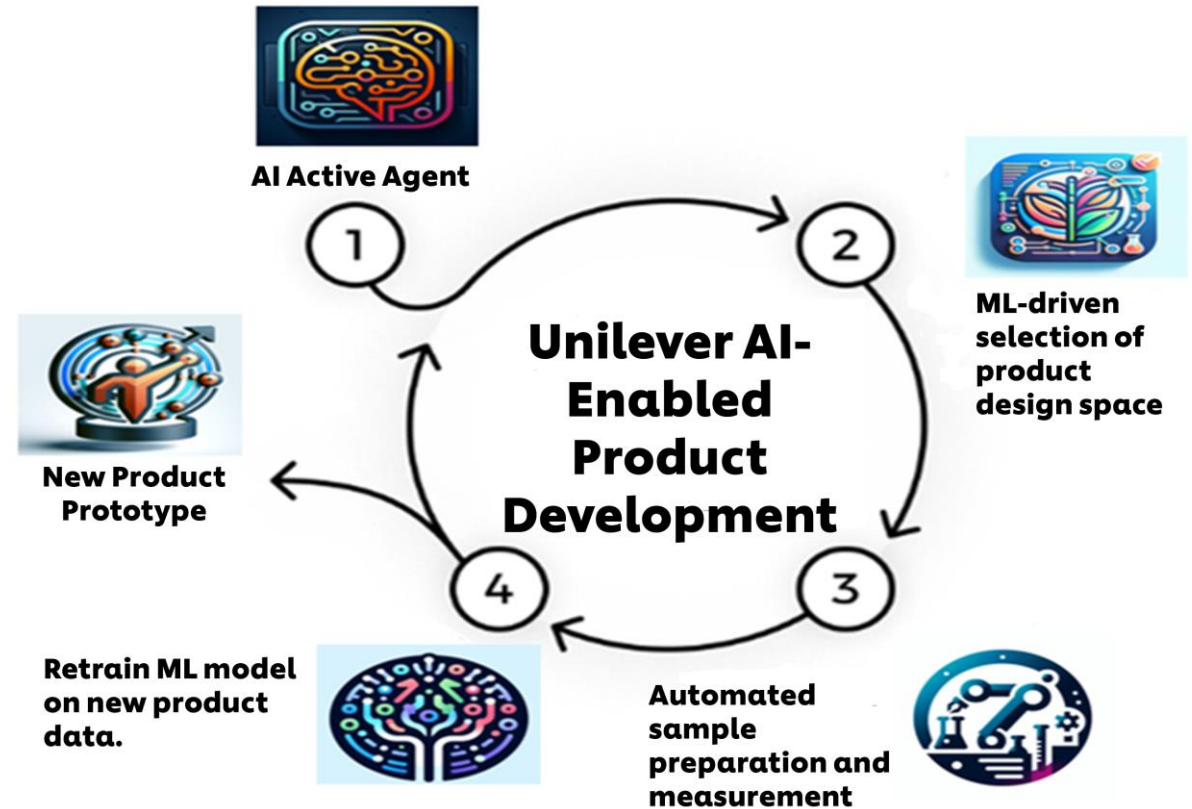 AI Active Agent
1
2
ML-driven
selection of
product
design space
Unilever AI-
Enabled
Product
Development
New Product
Prototype
4
3
Retrain ML model
on new product
data.
Automated
sample
preparation and
measurement